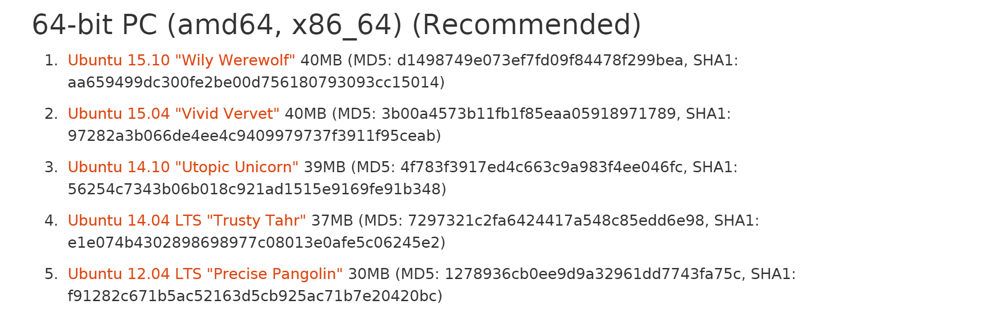 64-bit PC (amd64, x86_64) (Recommended)
1. Ubuntu 15.10 "Wily Werewolf" 40MB (MD5: d1498749e073ef7fd09f84478f299bea, SHA1:
aa659499dc300fe2be00d756180793093cc15014)
2. Ubuntu 15.04 "Vivid Vervet" 40MB (MD5: 3b00a4573b11fb1f85eaa05918971789, SHA1:
97282a3b066de4ee4c9409979737f3911f95ceab)
3. Ubuntu 14.10 "Utopic Unicorn" 39MB (MD5: 4f783f3917ed4c663c9a983f4ee046fc, SHA1:
56254c7343b06b018c921ad1515e9169fe91b348)
4. Ubuntu 14.04 LTS "Trusty Tahr" 37MB (MD5: 7297321c2fa6424417a548c85edd6e98, SHA1:
e1e074b4302898698977c08013e0afe5c06245e2)
5. Ubuntu 12.04 LTS "Precise Pangolin" 30MB (MD5: 1278936cb0ee9d9a32961dd7743fa75c, SHA1:
f91282c671b5ac52163d5cb925ac71b7e20420bc)